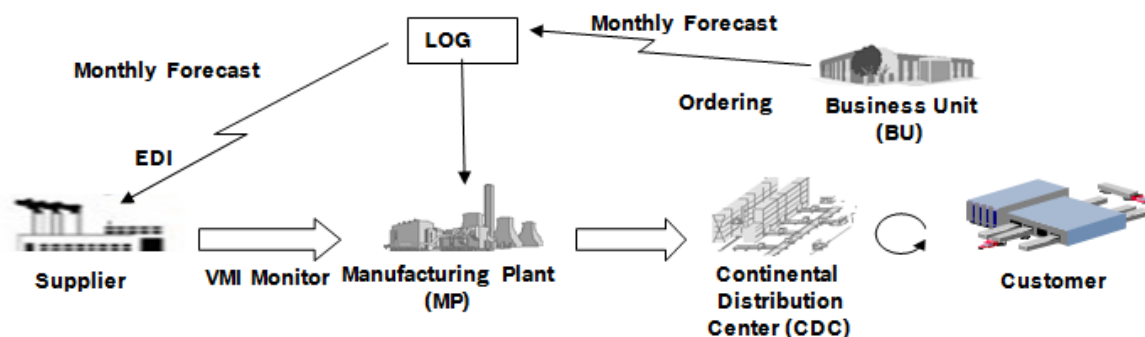 Monthly Forecast
LOG
Monthly Forecast
Ordering
Business Unit
(BU)
EDI
Supplier
VMI Monitor
Manufacturing Plant
(MP)
Continental
Distribution
Center (CDC)
Customer